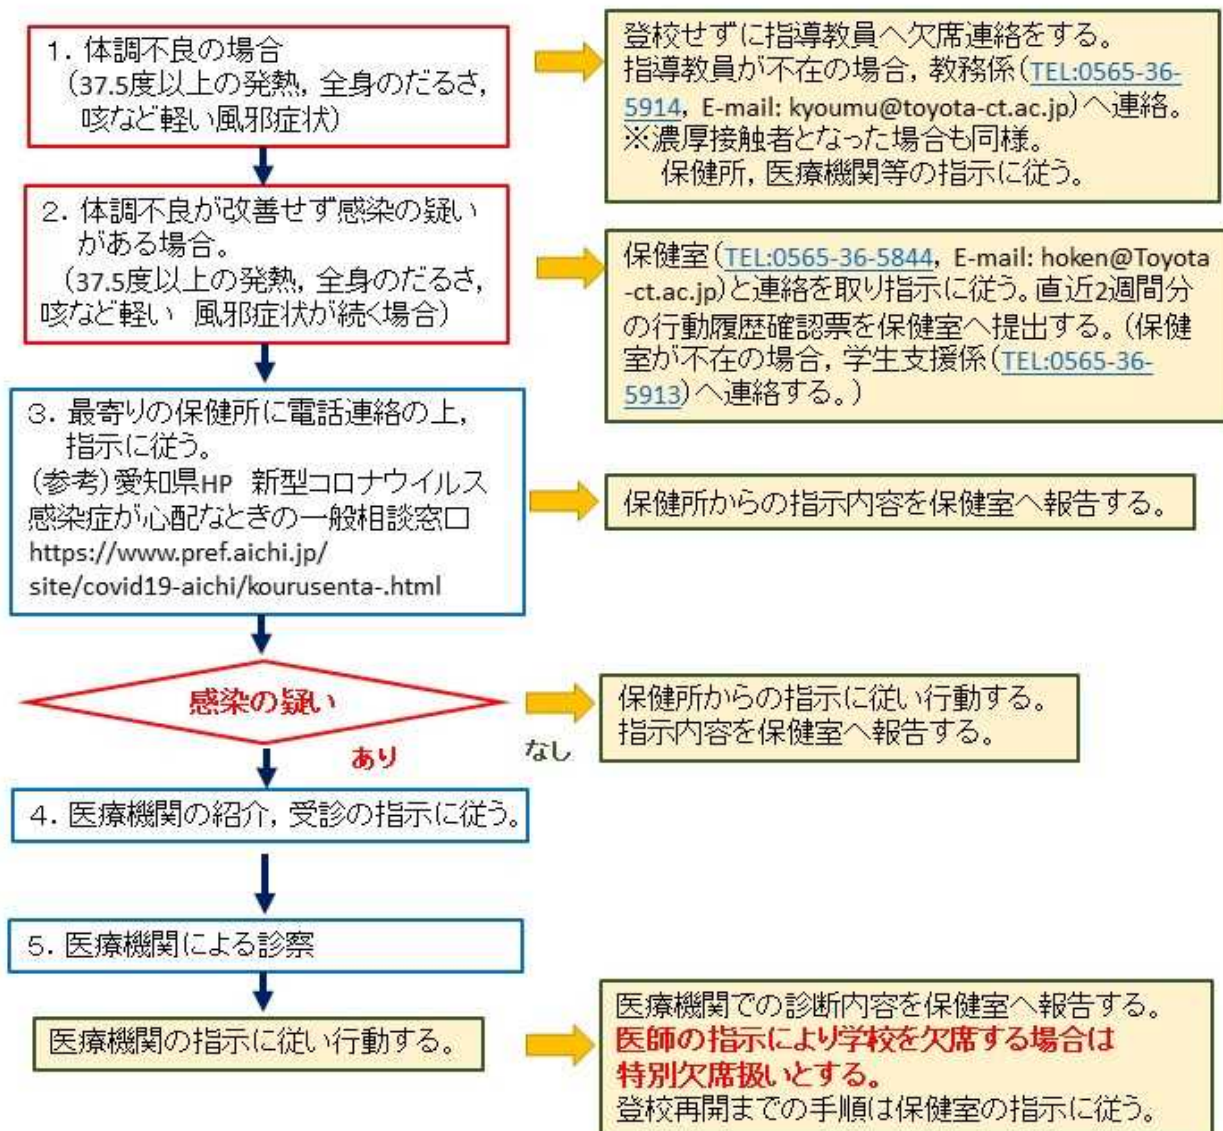 1. 体調不良の場合
(37.5度以上の発熱, 全身のだるさ,
咳など軽い風邪症状)
登校せずに指導教員へ欠席連絡をする。
指導教員が不在の場合, 教務係(TEL:0565-36-
5914, E-mail: kyoumu@toyota-ct.ac.jp)へ連絡。
※濃厚接触者となった場合も同様。
保健所, 医療機関等の指示に従う。
2. 体調不良が改善せず感染の疑い
がある場合。
(37.5度以上の発熱, 全身のだるさ,
咳など軽い 風邪症状が続く場合)
保健室(TEL:0565-36-5844, E-mail: hoken@Toyota
-ct.ac.jp)と連絡を取り指示に従う。直近2週間分
の行動履歴確認票を保健室へ提出する。(保健
室が不在の場合, 学生支援係(TEL:0565-36-
5913)へ連絡する。)
3. 最寄りの保健所に電話連絡の上,
指示に従う。
(参考)愛知県HP 新型コロナウイルス
感染症が心配なときの一般相談窓口
https://www.pref.aichi.jp/
site/covid19-aichi/kourusenta-.html
保健所からの指示内容を保健室へ報告する。
感染の疑い
あり
なし
保健所からの指示に従い行動する。
指示内容を保健室へ報告する。
4. 医療機関の紹介, 受診の指示に従う。
5. 医療機関による診察
医療機関の指示に従い行動する。
医療機関での診断内容を保健室へ報告する。
医師の指示により学校を欠席する場合は
特別欠席扱いとする。
登校再開までの手順は保健室の指示に従う。